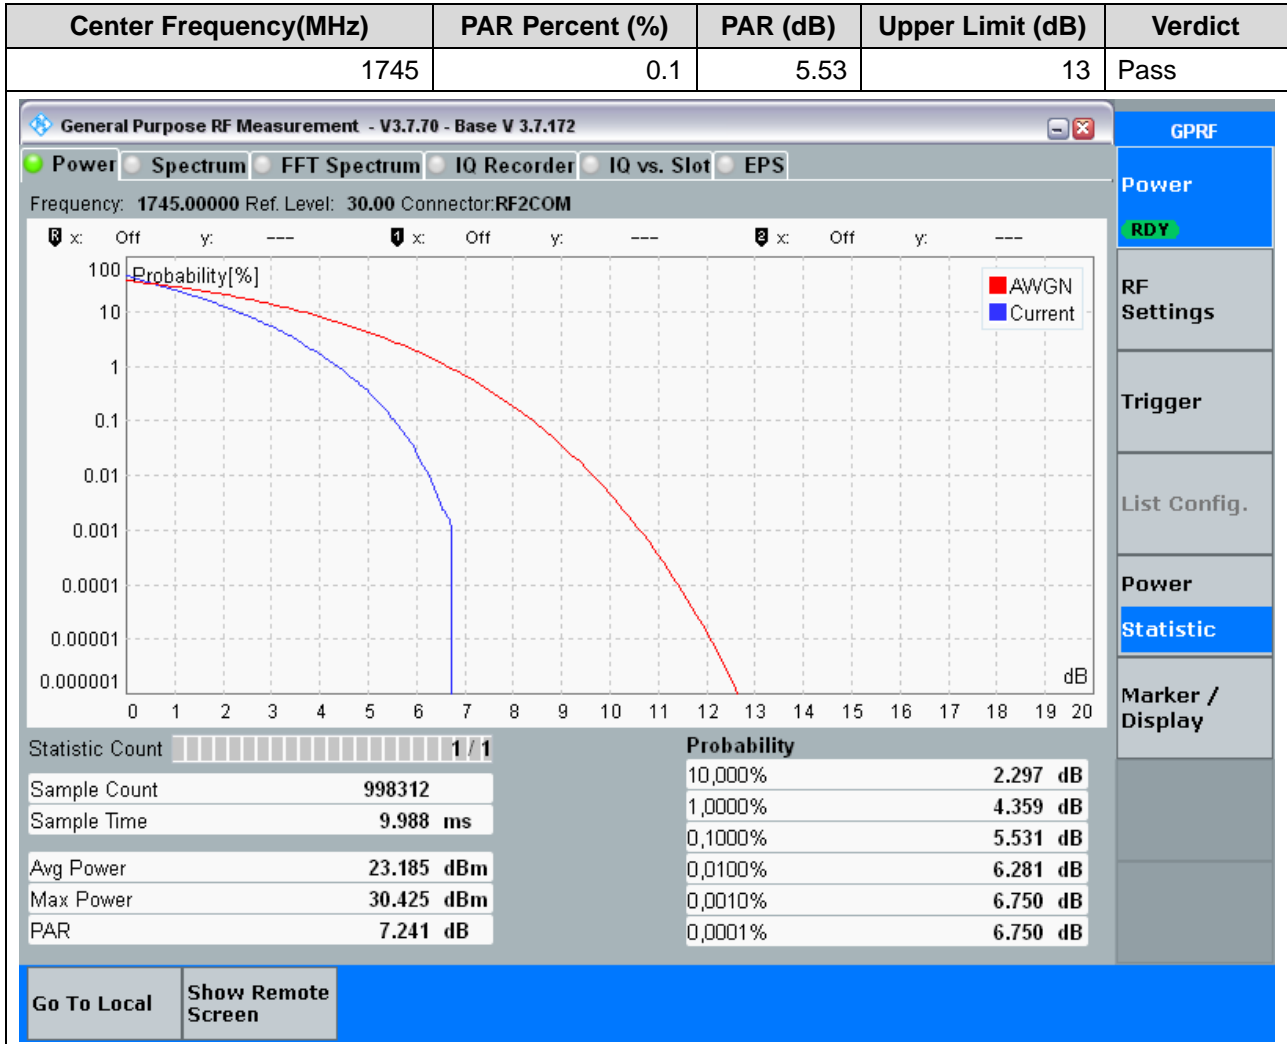 Center Frequency(MHz) PAR Percent (%) PAR (dB) Upper Limit (dB) Verdict
1745 0.1 5.53 13 Pass
General Purpose RF Measurement - V3.7.70 - Base V 3.7.172
GPRF
Power Spectrum FFT Spectrum IQ Recorder IQ vs. Slot EPS
Power
RDY
Frequency: 1745.00000 Ref. Level: 30.00 Connector:RF2COM
R x: Off y: --- 1 x: Off y: --- 2 x: Off y: ---
Probability[%]
AWGN
Current
100
10
1
0.1
0.01
0.001
0.0001
0.00001
0.000001
dB
0 1 2 3 4 5 6 7 8 9 10 11 12 13 14 15 16 17 18 19 20
RF
Settings
Trigger
List Config.
Power
Statistic
Marker /
Display
Statistic Count 1 / 1
Sample Count 998312
Sample Time 9.988 ms
Avg Power 23.185 dBm
Max Power 30.425 dBm
PAR 7.241 dB
Probability
10,000% 2.297 dB
1,0000% 4.359 dB
0,1000% 5.531 dB
0,0100% 6.281 dB
0,0010% 6.750 dB
0,0001% 6.750 dB
Go To Local
Show Remote
Screen